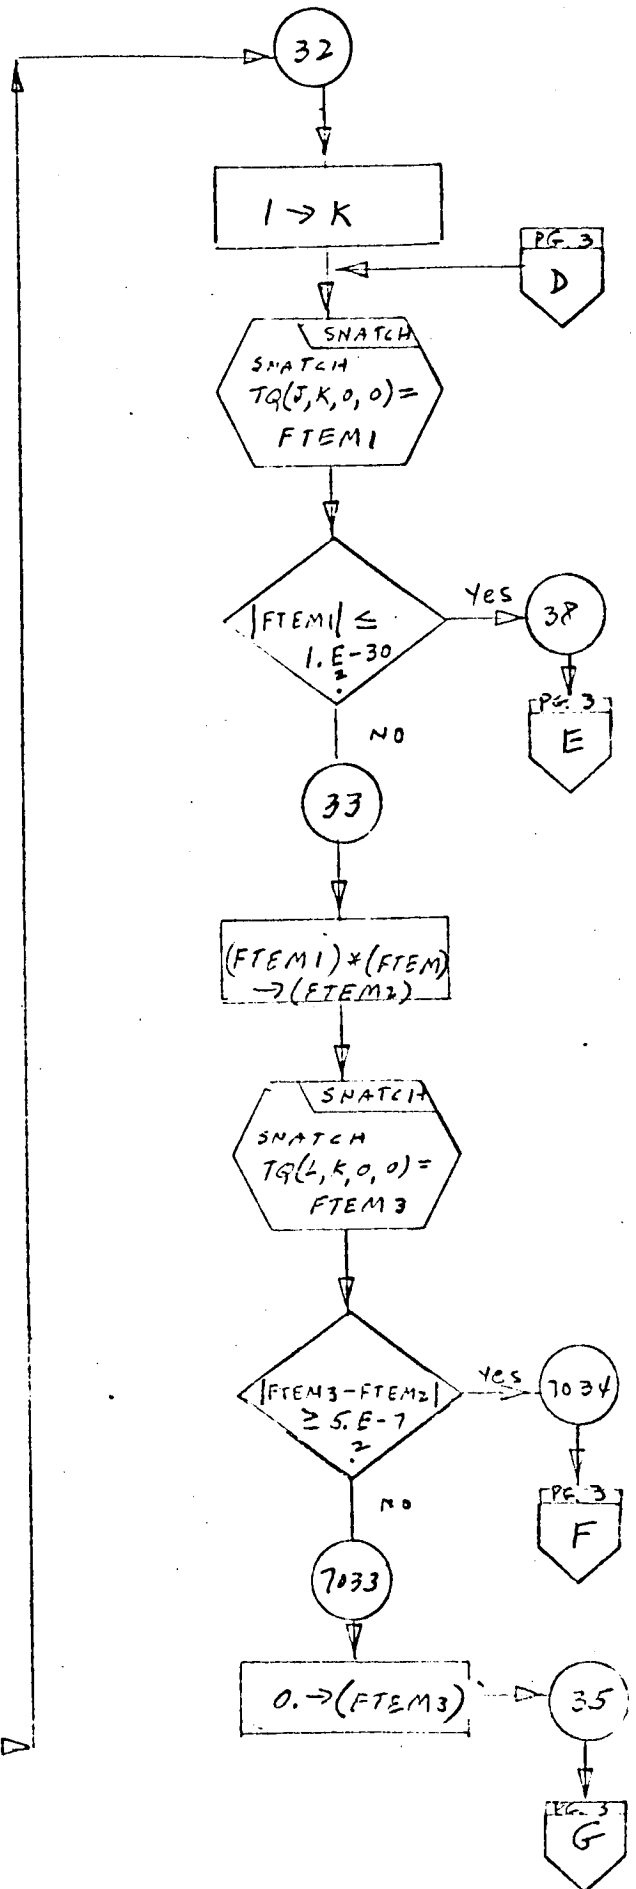 32
1 → K
PG. 3
D
SNATCH
SNATCH
TQ(J,K,0,0)=
FTEM1
|FTEM1| ≤
1.E-30
?
Yes
38
PG. 3
E
NO
33
(FTEM1)*(FTEM)
→(FTEM2)
SNATCH
SNATCH
TQ(L,K,0,0)=
FTEM3
|FTEM3-FTEM2|
≥ 5.E-7
?
Yes
7034
PG. 3
F
NO
7033
0.→(FTEM3)
35
PG. 3
G